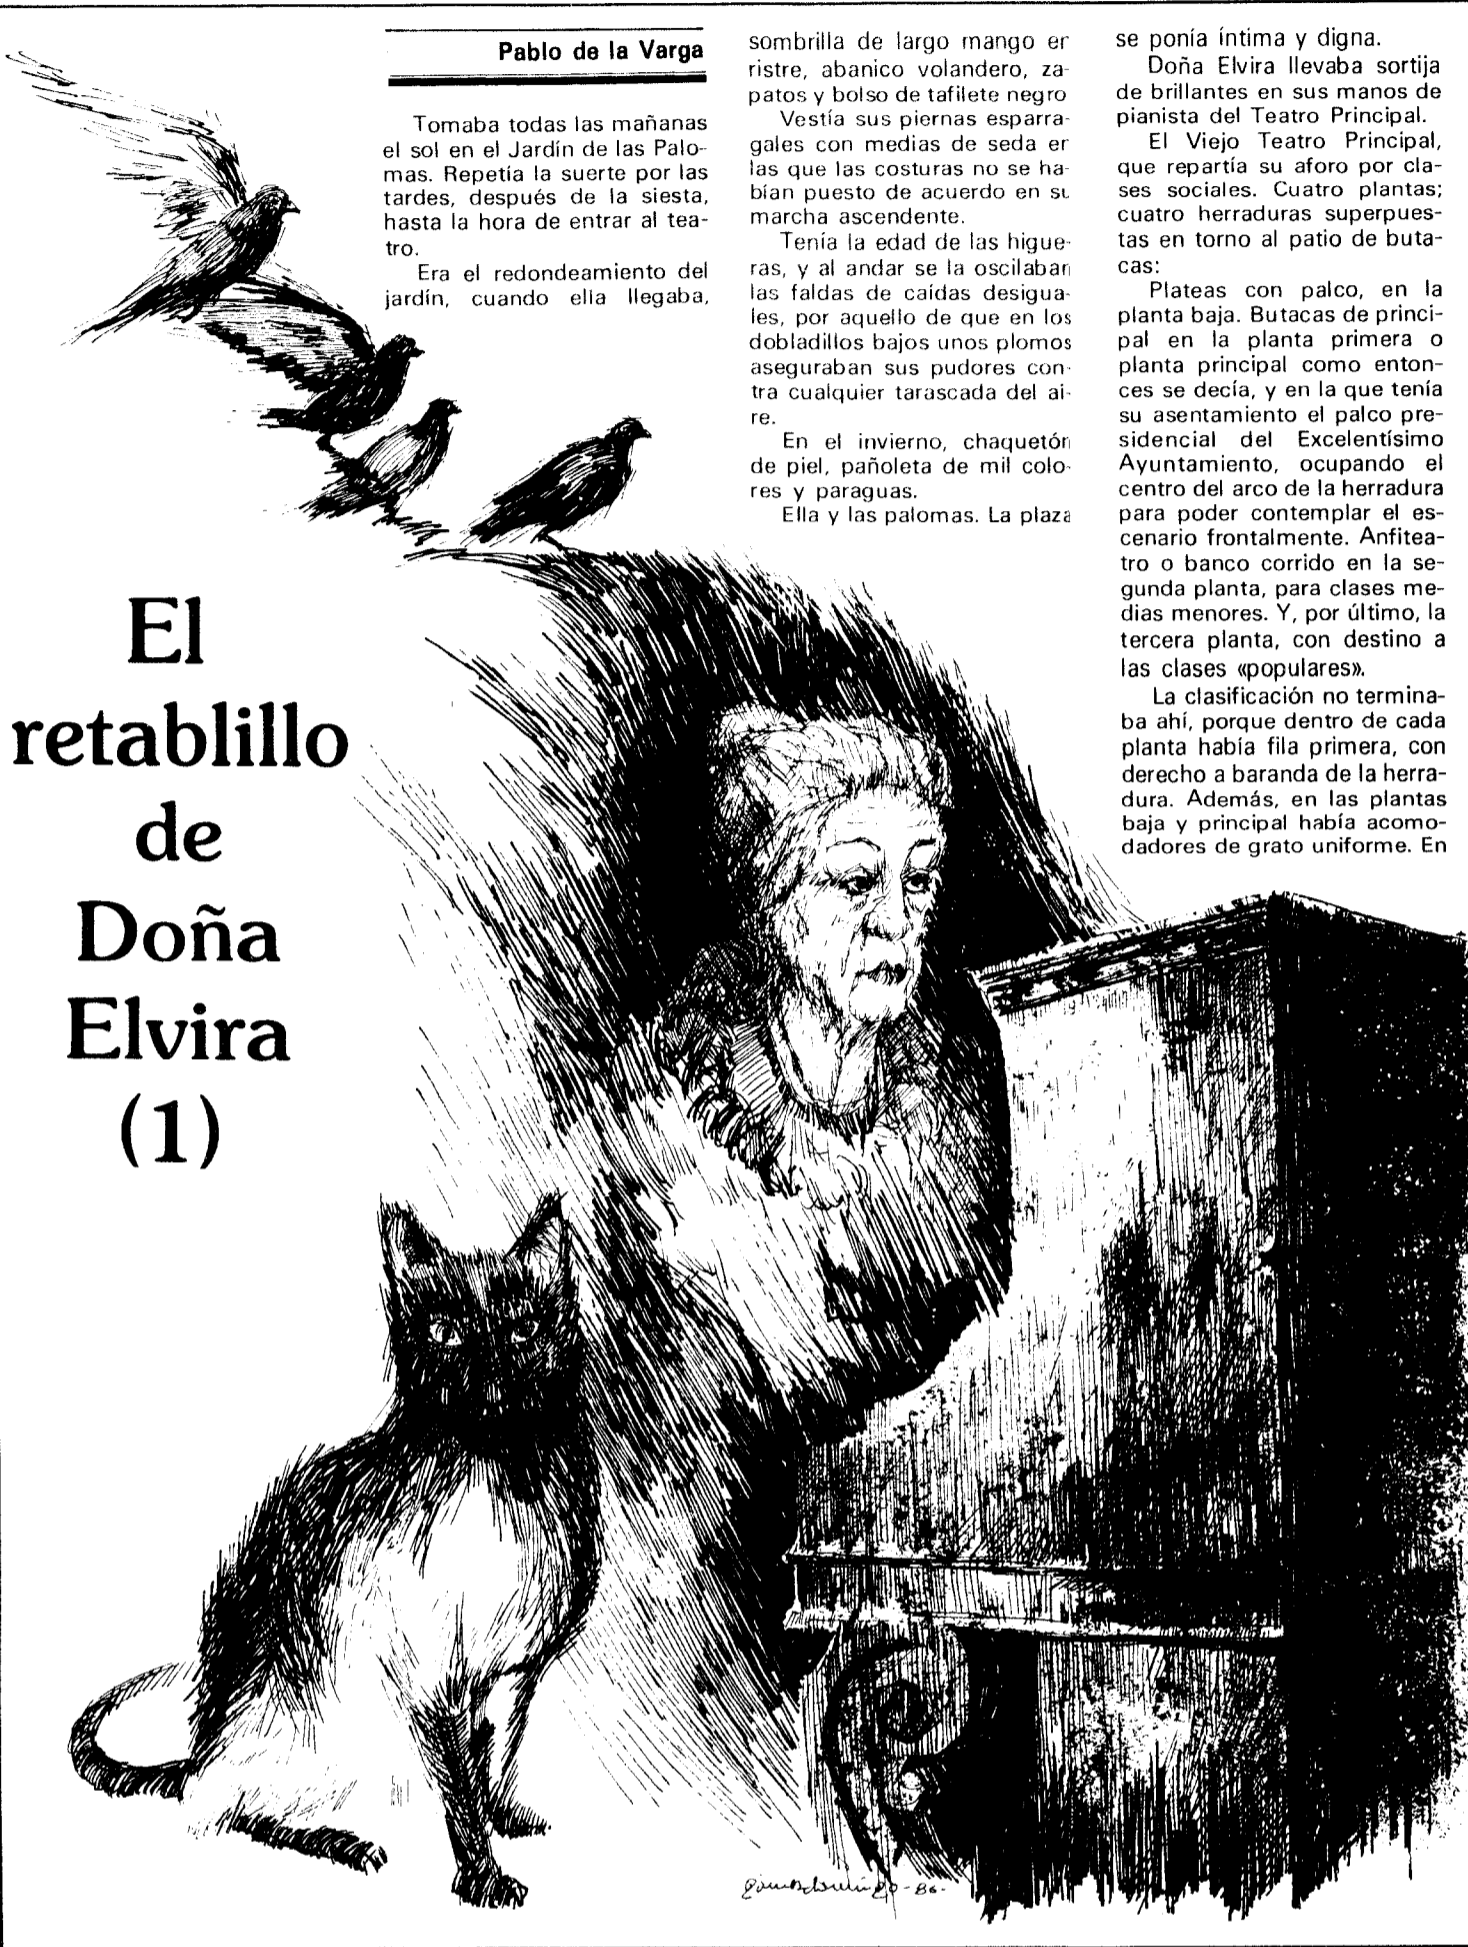 Pablo de la Varga
Tomaba todas las mañanas
el sol en el Jardín de las Palo-
mas. Repetía la suerte por las
tardes, después de la siesta,
hasta la hora de entrar al tea-
tro.
Era el redondeamiento del
jardín, cuando ella llegaba,
sombrilla de largo mango en
ristre, abanico volandero, za-
patos y bolso de tafilete negro
Vestía sus piernas esparra-
gales con medias de seda en
las que las costuras no se ha-
bían puesto de acuerdo en su
marcha ascendente.
Tenía la edad de las higue-
ras, y al andar se la oscilaban
las faldas de caídas desigua-
les, por aquello de que en los
dobladillos bajos unos plomos
aseguraban sus pudores con-
tra cualquier tarascada del ai-
re.
En el invierno, chaquetón
de piel, pañoleta de mil colo-
res y paraguas.
Ella y las palomas. La plaza
se ponía íntima y digna.
Doña Elvira llevaba sortija
de brillantes en sus manos de
pianista del Teatro Principal.
El Viejo Teatro Principal,
que repartía su aforo por cla-
ses sociales. Cuatro plantas;
cuatro herraduras superpues-
tas en torno al patio de buta-
cas:
Plateas con palco, en la
planta baja. Butacas de princi-
pal en la planta primera o
planta principal como enton-
ces se decía, y en la que tenía
su asentamiento el palco pre-
sidencial del Excelentísimo
Ayuntamiento, ocupando el
centro del arco de la herradura
para poder contemplar el es-
cenario frontalmente. Anfitea-
tro o banco corrido en la se-
gunda planta, para clases me-
dias menores. Y, por último, la
tercera planta, con destino a
las clases «populares».
La clasificación no termina-
ba ahí, porque dentro de cada
planta había fila primera, con
derecho a baranda de la herra-
dura. Además, en las plantas
baja y principal había acomo-
dadores de grato uniforme. En
El
retablillo
de
Doña
Elvira
(1)
-86-